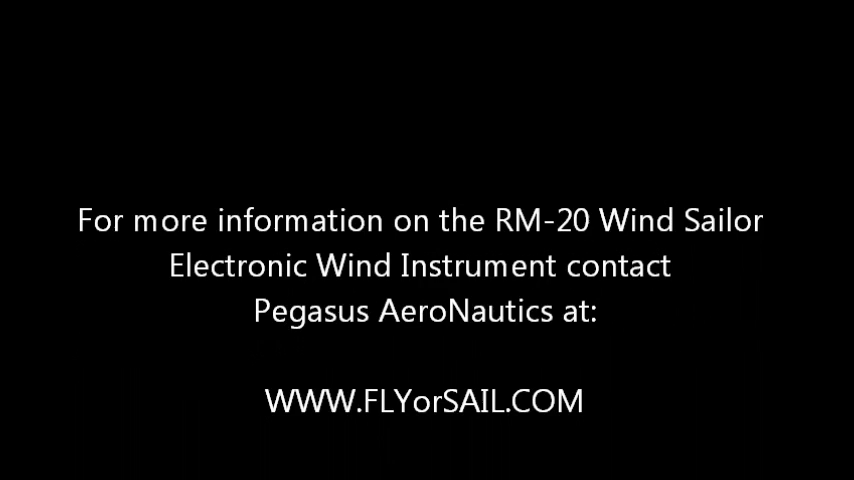 For more information on the RM-20 Wind Sailor
Electronic Wind Instrument contact
Pegasus AeroNautics at:
WWW.FLYorSAIL.COM